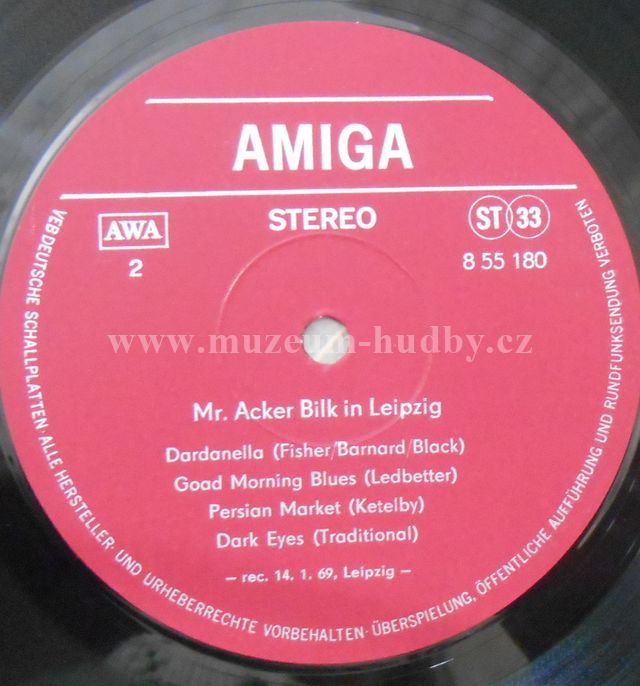 AMIGA
AWA
STEREO
ST 33
2
8 55 180
www.muzeum-hudby.cz
Mr. Acker Bilk in Leipzig
Dardanella (Fisher/Barnard/Black)
Goad Morning Blues (Ledbetter)
Persian Market (Ketelby)
Dark Eyes (Traditional)
— rec. 14. 1. 69, Leipzig —
VEB DEUTSCHE SCHALLPLATTEN · ALLE HERSTELLER- UND URHEBERRECHTE VORBEHALTEN · ÜBERSPIELUNG, ÖFFENTLICHE AUFFÜHRUNG UND RUNDFUNKSENDUNG VERBOTEN